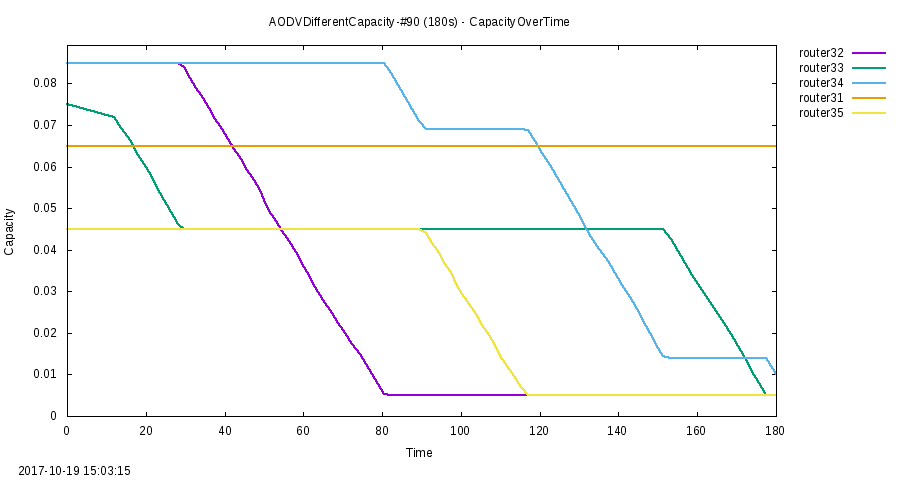 AODVDifferentCapacity-#90 (180s) - CapacityOverTime
router32
router33
router34
router31
router35
0.08
0.07
0.06
0.05
0.04
0.03
0.02
0.01
0
Capacity
0 20 40 60 80 100 120 140 160 180
Time
2017-10-19 15:03:15